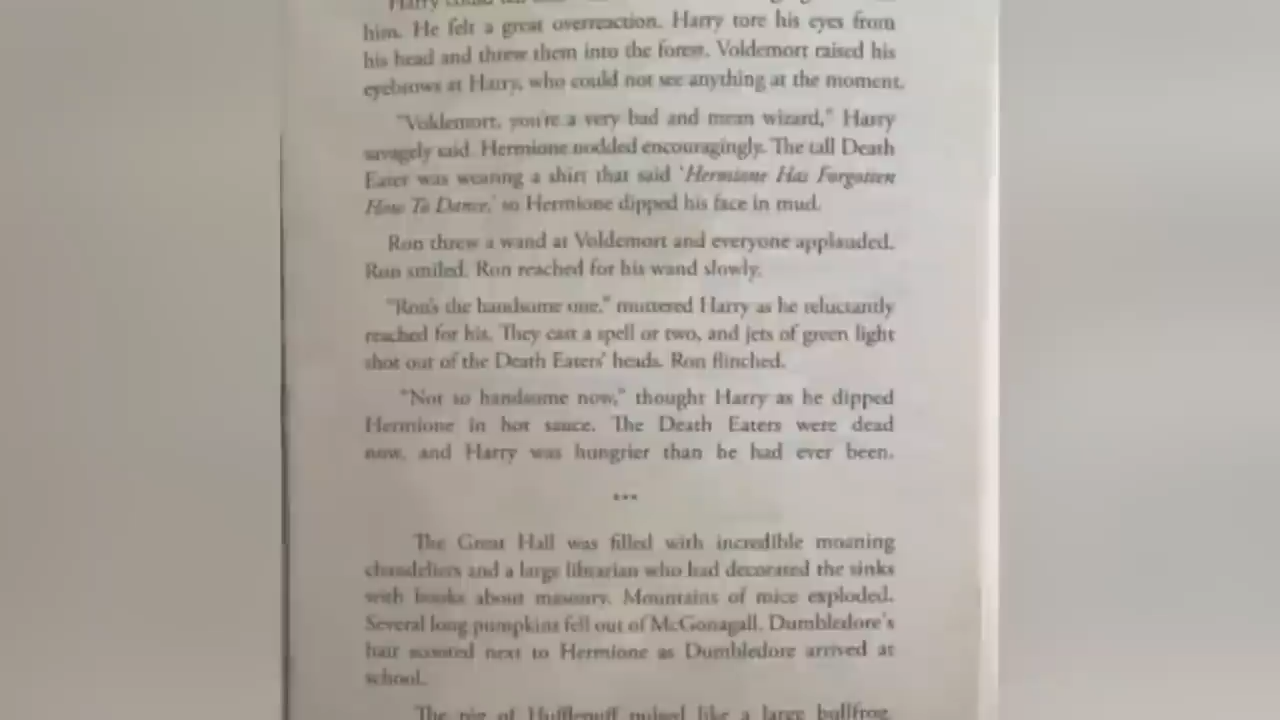 him. He felt a great overreaction. Harry tore his eyes from
his head and threw them into the forest. Voldemort raised his
eyebrows at Harry, who could not see anything at the moment.
"Voldemort, you're a very bad and mean wizard," Harry
savagely said. Hermione nodded encouragingly. The tall Death
Eater was wearing a shirt that said 'Hermione Has Forgotten
How To Dance,' so Hermione dipped his face in mud.
Ron threw a wand at Voldemort and everyone applauded.
Ron smiled. Ron reached for his wand slowly.
"Ron's the handsome one," muttered Harry as he reluctantly
reached for his. They cast a spell or two, and jets of green light
shot out of the Death Eaters' heads. Ron flinched.
"Not so handsome now," thought Harry as he dipped
Hermione in hot sauce. The Death Eaters were dead
now, and Harry was hungrier than he had ever been.
***
The Great Hall was filled with incredible moaning
chandeliers and a large librarian who had decorated the sinks
with books about masonry. Mountains of mice exploded.
Several long pumpkins fell out of McGonagall. Dumbledore's
hair scooted next to Hermione as Dumbledore arrived at
school.
The pig of Hufflepuff pulsed like a large bullfrog.